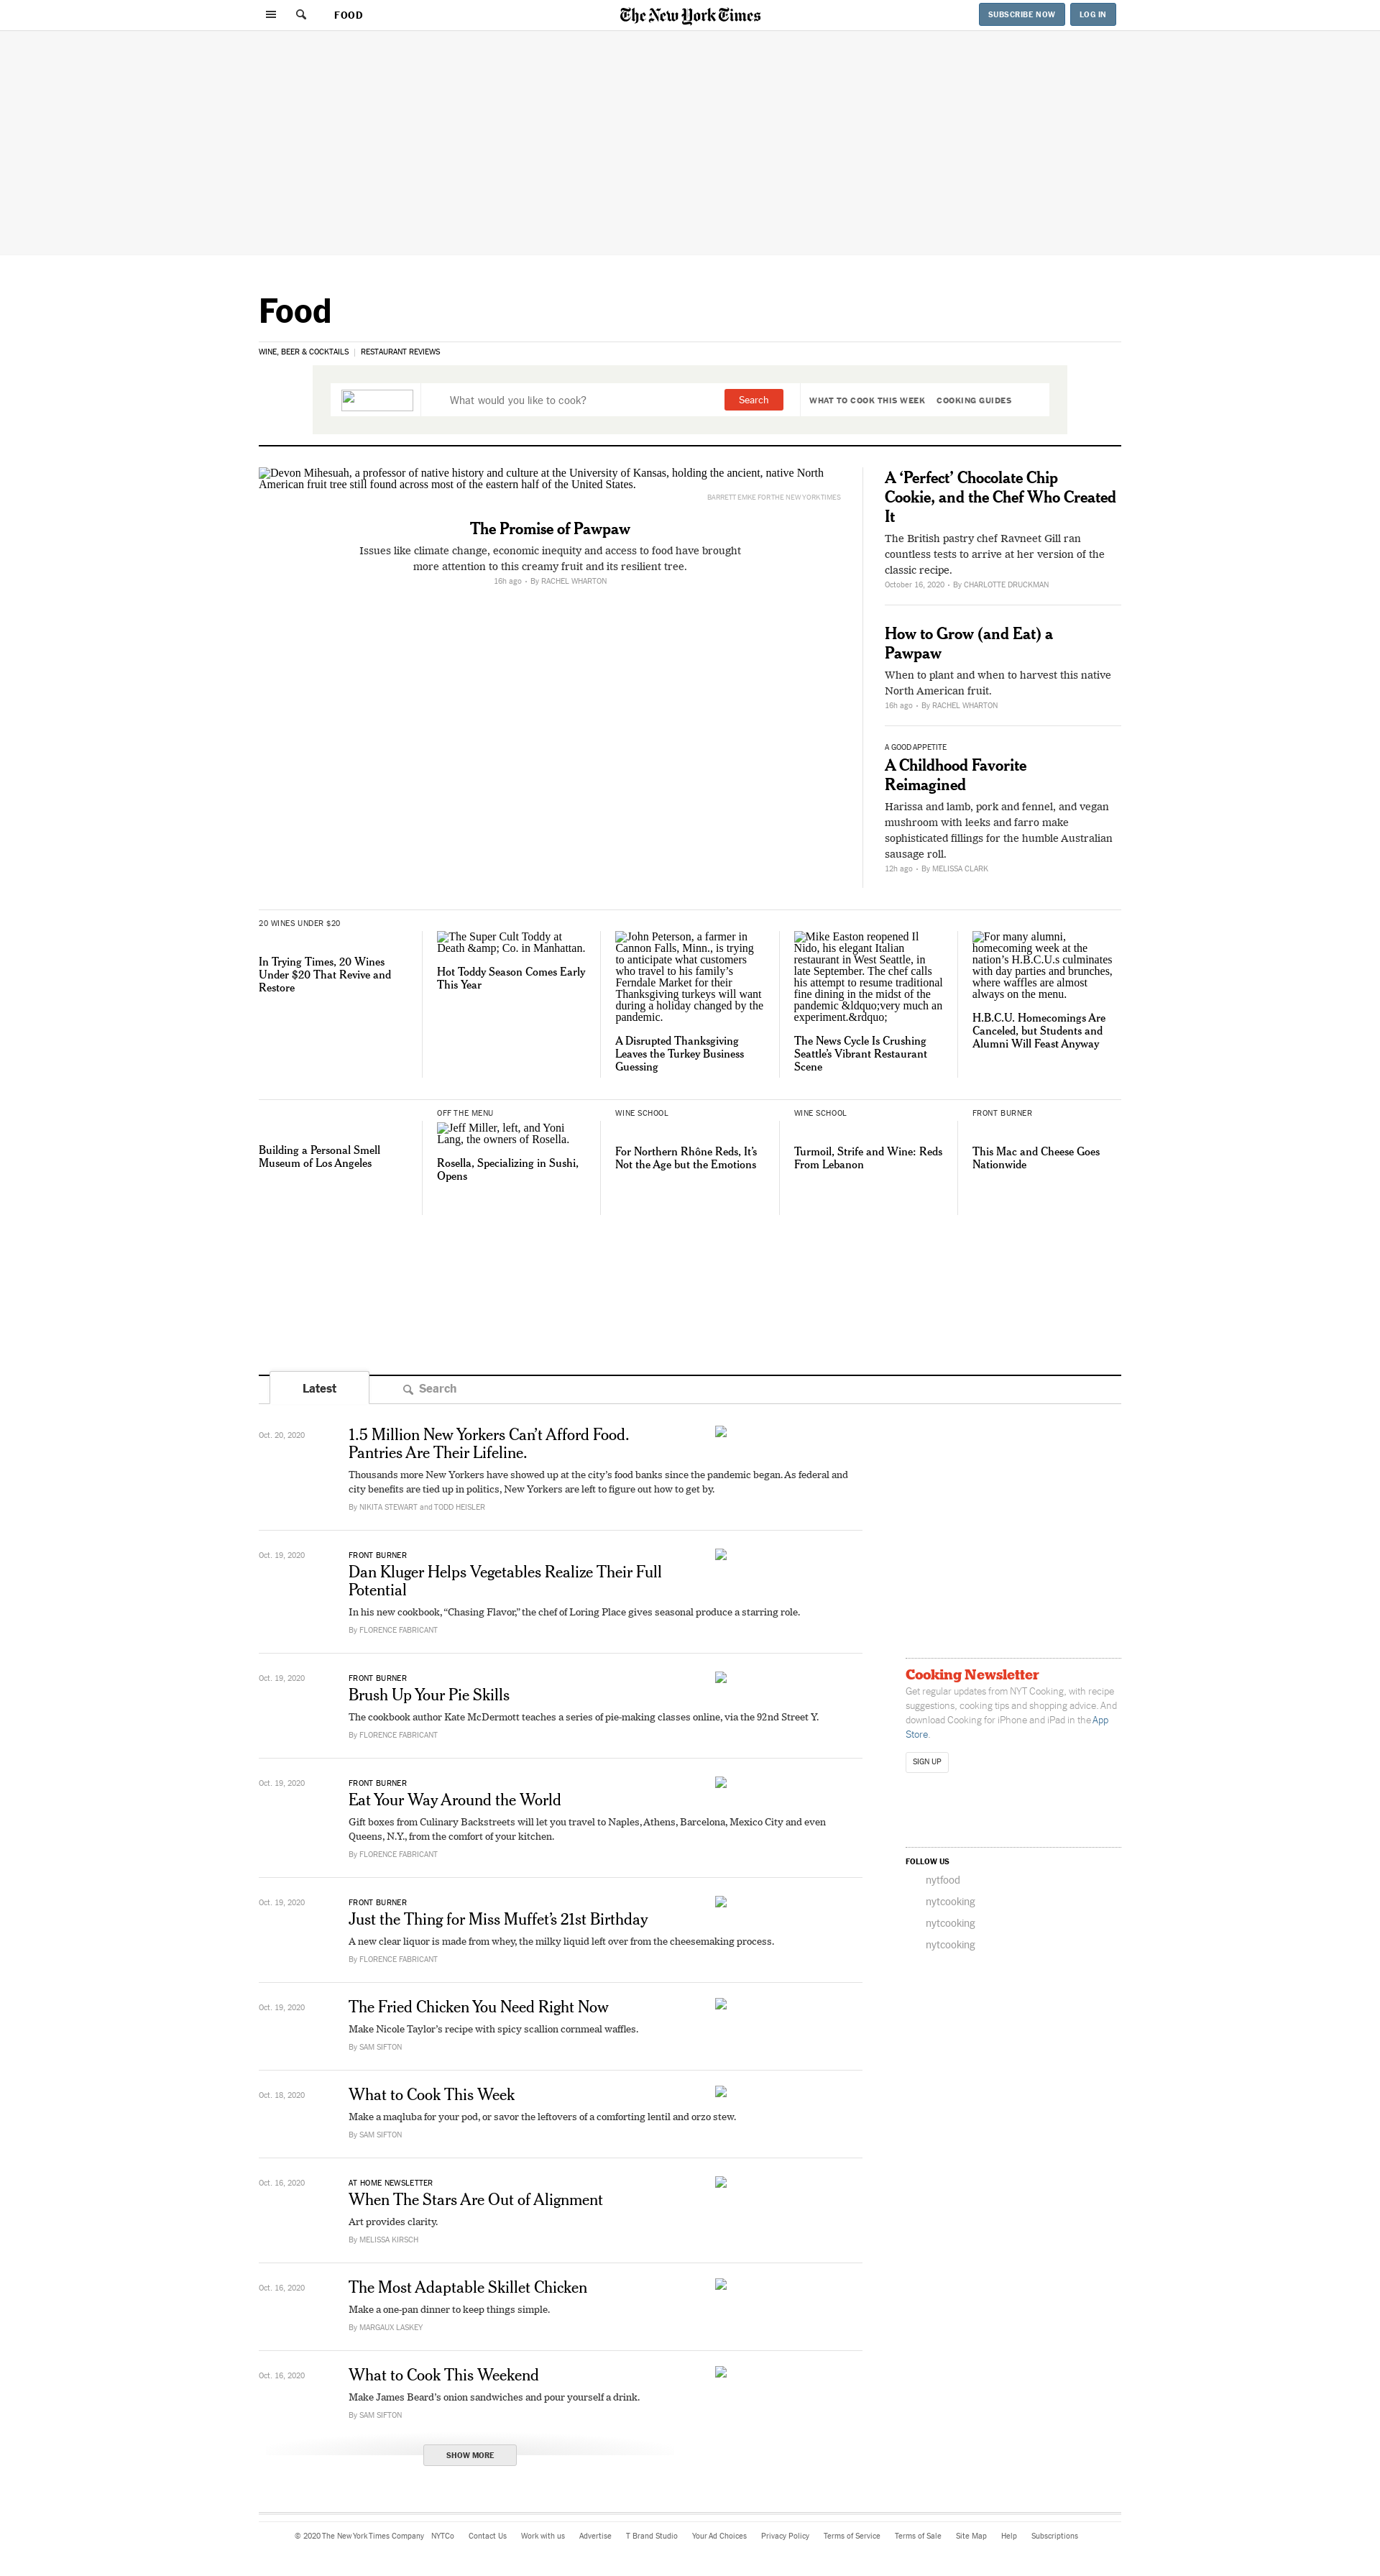 FOOD
The New York Times
SUBSCRIBE NOW
LOG IN
Food
WINE, BEER & COCKTAILS | RESTAURANT REVIEWS
What would you like to cook?
Search
WHAT TO COOK THIS WEEK
COOKING GUIDES
Devon Mihesuah, a professor of native history and culture at the University of Kansas, holding the ancient, native North
American fruit tree still found across most of the eastern half of the United States.
BARRETT EMKE FOR THE NEW YORK TIMES
The Promise of Pawpaw
Issues like climate change, economic inequity and access to food have brought
more attention to this creamy fruit and its resilient tree.
16h ago • By RACHEL WHARTON
A ‘Perfect’ Chocolate Chip
Cookie, and the Chef Who Created
It
The British pastry chef Ravneet Gill ran
countless tests to arrive at her version of the
classic recipe.
October 16, 2020 • By CHARLOTTE DRUCKMAN
How to Grow (and Eat) a
Pawpaw
When to plant and when to harvest this native
North American fruit.
16h ago • By RACHEL WHARTON
A GOOD APPETITE
A Childhood Favorite
Reimagined
Harissa and lamb, pork and fennel, and vegan
mushroom with leeks and farro make
sophisticated fillings for the humble Australian
sausage roll.
12h ago • By MELISSA CLARK
20 WINES UNDER $20
In Trying Times, 20 Wines
Under $20 That Revive and
Restore
The Super Cult Toddy at
Death &amp; Co. in Manhattan.
Hot Toddy Season Comes Early
This Year
John Peterson, a farmer in
Cannon Falls, Minn., is trying
to anticipate what customers
who travel to his family’s
Ferndale Market for their
Thanksgiving turkeys will want
during a holiday changed by the
pandemic.
A Disrupted Thanksgiving
Leaves the Turkey Business
Guessing
Mike Easton reopened Il
Nido, his elegant Italian
restaurant in West Seattle, in
late September. The chef calls
his attempt to resume traditional
fine dining in the midst of the
pandemic &ldquo;very much an
experiment.&rdquo;
The News Cycle Is Crushing
Seattle’s Vibrant Restaurant
Scene
For many alumni,
homecoming week at the
nation’s H.B.C.U.s culminates
with day parties and brunches,
where waffles are almost
always on the menu.
H.B.C.U. Homecomings Are
Canceled, but Students and
Alumni Will Feast Anyway
Building a Personal Smell
Museum of Los Angeles
OFF THE MENU
Jeff Miller, left, and Yoni
Lang, the owners of Rosella.
Rosella, Specializing in Sushi,
Opens
WINE SCHOOL
For Northern Rhône Reds, It’s
Not the Age but the Emotions
WINE SCHOOL
Turmoil, Strife and Wine: Reds
From Lebanon
FRONT BURNER
This Mac and Cheese Goes
Nationwide
Latest
Search
Oct. 20, 2020
1.5 Million New Yorkers Can’t Afford Food.
Pantries Are Their Lifeline.
Thousands more New Yorkers have showed up at the city’s food banks since the pandemic began. As federal and
city benefits are tied up in politics, New Yorkers are left to figure out how to get by.
By NIKITA STEWART and TODD HEISLER
Oct. 19, 2020
FRONT BURNER
Dan Kluger Helps Vegetables Realize Their Full
Potential
In his new cookbook, “Chasing Flavor,” the chef of Loring Place gives seasonal produce a starring role.
By FLORENCE FABRICANT
Oct. 19, 2020
FRONT BURNER
Brush Up Your Pie Skills
The cookbook author Kate McDermott teaches a series of pie-making classes online, via the 92nd Street Y.
By FLORENCE FABRICANT
Oct. 19, 2020
FRONT BURNER
Eat Your Way Around the World
Gift boxes from Culinary Backstreets will let you travel to Naples, Athens, Barcelona, Mexico City and even
Queens, N.Y., from the comfort of your kitchen.
By FLORENCE FABRICANT
Oct. 19, 2020
FRONT BURNER
Just the Thing for Miss Muffet’s 21st Birthday
A new clear liquor is made from whey, the milky liquid left over from the cheesemaking process.
By FLORENCE FABRICANT
Oct. 19, 2020
The Fried Chicken You Need Right Now
Make Nicole Taylor’s recipe with spicy scallion cornmeal waffles.
By SAM SIFTON
Oct. 18, 2020
What to Cook This Week
Make a maqluba for your pod, or savor the leftovers of a comforting lentil and orzo stew.
By SAM SIFTON
Oct. 16, 2020
AT HOME NEWSLETTER
When The Stars Are Out of Alignment
Art provides clarity.
By MELISSA KIRSCH
Oct. 16, 2020
The Most Adaptable Skillet Chicken
Make a one-pan dinner to keep things simple.
By MARGAUX LASKEY
Oct. 16, 2020
What to Cook This Weekend
Make James Beard’s onion sandwiches and pour yourself a drink.
By SAM SIFTON
SHOW MORE
Cooking Newsletter
Get regular updates from NYT Cooking, with recipe
suggestions, cooking tips and shopping advice. And
download Cooking for iPhone and iPad in the App
Store.
SIGN UP
FOLLOW US
nytfood
nytcooking
nytcooking
nytcooking
© 2020 The New York Times Company NYTCo Contact Us Work with us Advertise T Brand Studio Your Ad Choices Privacy Policy Terms of Service Terms of Sale Site Map Help Subscriptions